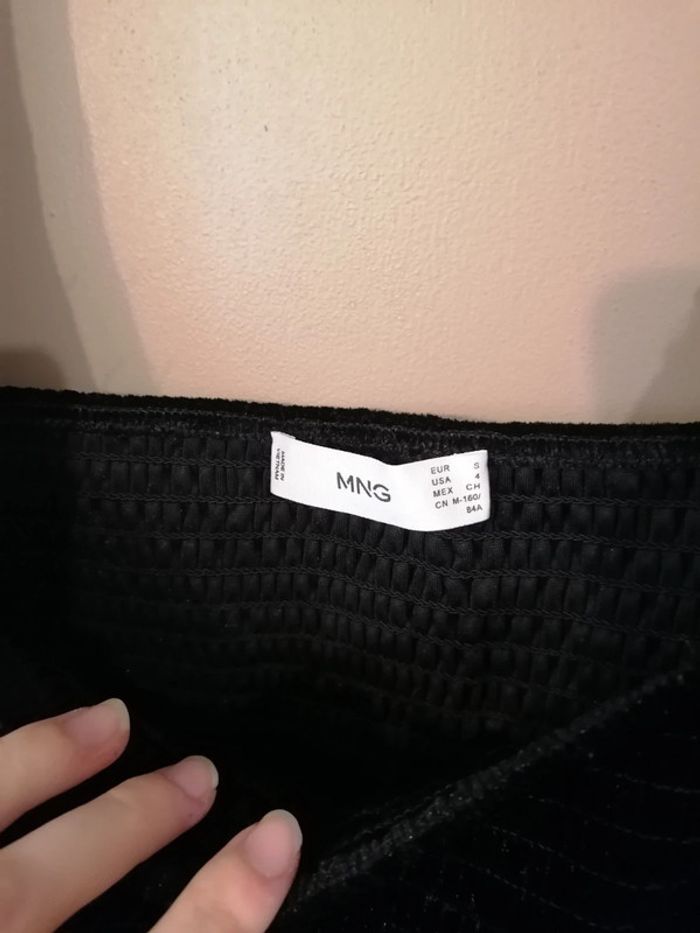 MADE IN
VIETNAM
MNG
EUR S
USA 4
MEX CH
CN M-160/
84A